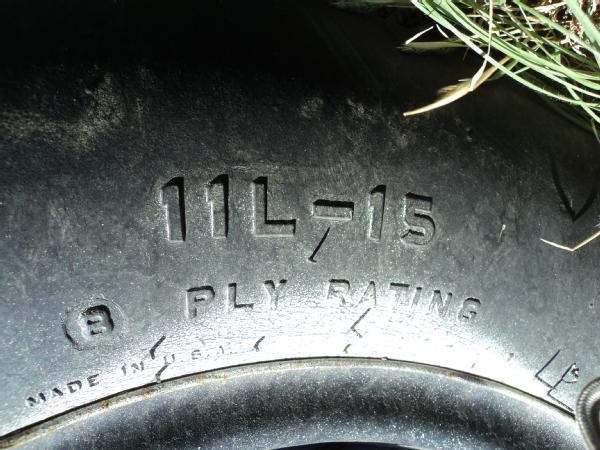 11L-15
8 PLY RATING
MADE IN U.S.A.